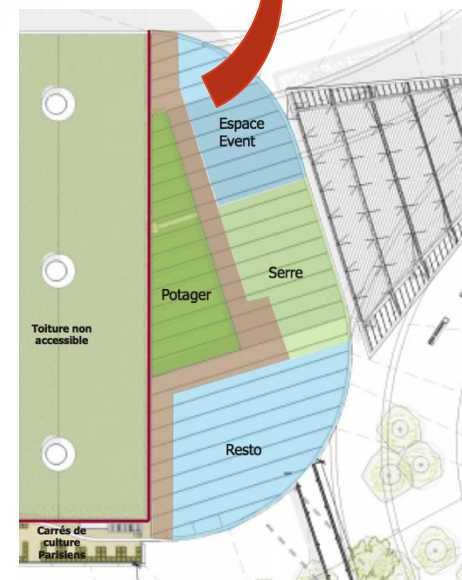 Espace
Event
Serre
Potager
Toiture non
accessible
Resto
Carrés de
culture
Parisiens